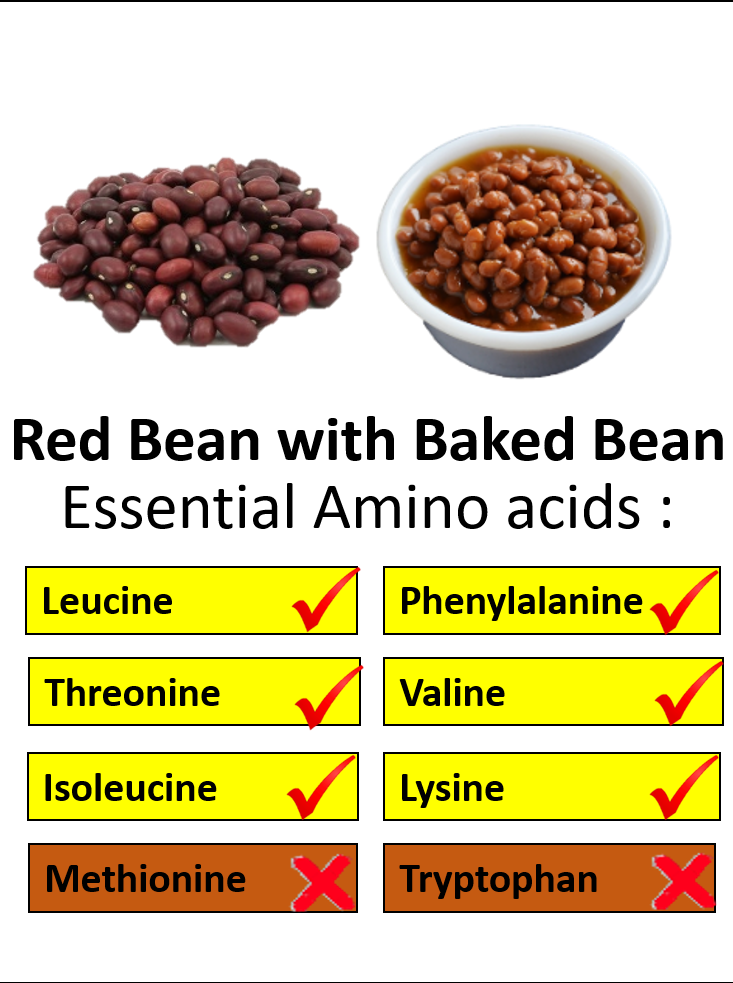 Red Bean with Baked Bean
Essential Amino acids :
Leucine
Phenylalanine
Threonine
Valine
Isoleucine
Lysine
Methionine
Tryptophan